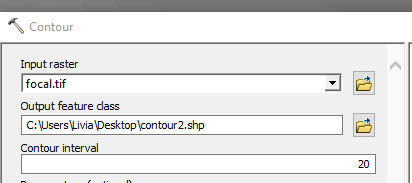 Contour
Input raster
focal.tif
Output feature class
C:\Users\Livia\Desktop\contour2.shp
Contour interval
20